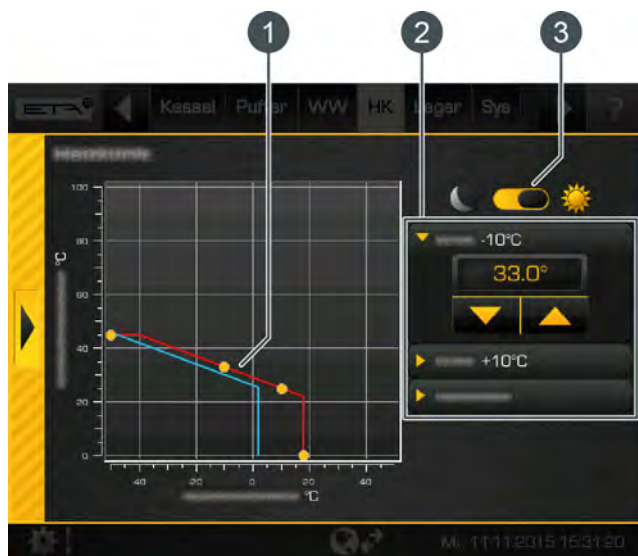 1 2 3
ETA
Kessel Puffer WW HK Lager Sys ?
°C
100
80
60
40
20
0
40 20 0 20 40
°C
-10°C
33.0°
+10°C
Mi, 11.11.2015 15:31:20